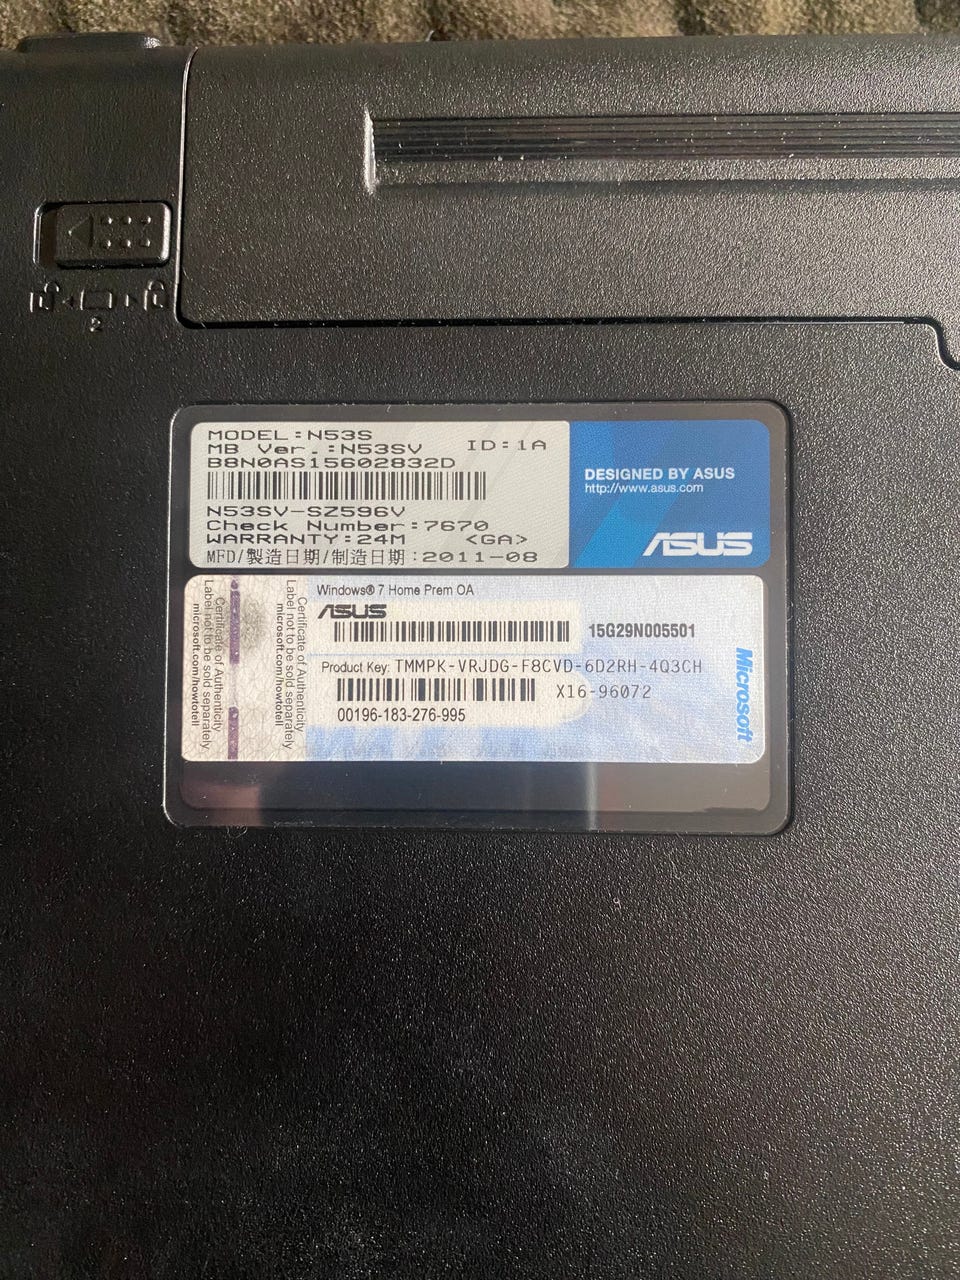 2
MODEL:N53S
MB Ver.:N53SV ID:1A
B8N0AS15602832D
N53SV-SZ596V
Check Number:7670
WARRANTY:24M <GA>
MFD/製造日期/制造日期:2011-08
DESIGNED BY ASUS
http://www.asus.com
ASUS
Certificate of Authenticity
Label not to be sold separately
microsoft.com/howtotell
Certificate of Authenticity
Label not to be sold separately
microsoft.com/howtotell
Windows® 7 Home Prem OA
ASUS
15G29N005501
Product Key: TMMPK-VRJDG-F8CVD-6D2RH-4Q3CH
X16-96072
00196-183-276-995
Microsoft